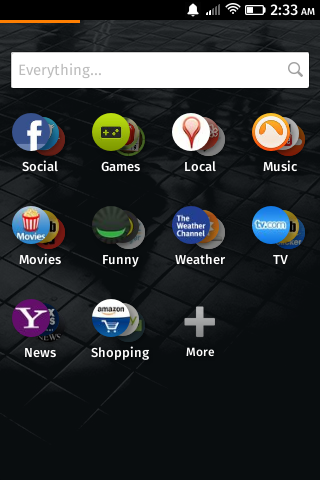 2:33 AM
Everything...
Social Games Local Music
Movies
The Weather Channel
tv.com
Movies Funny Weather TV
Y
amazon
News Shopping More